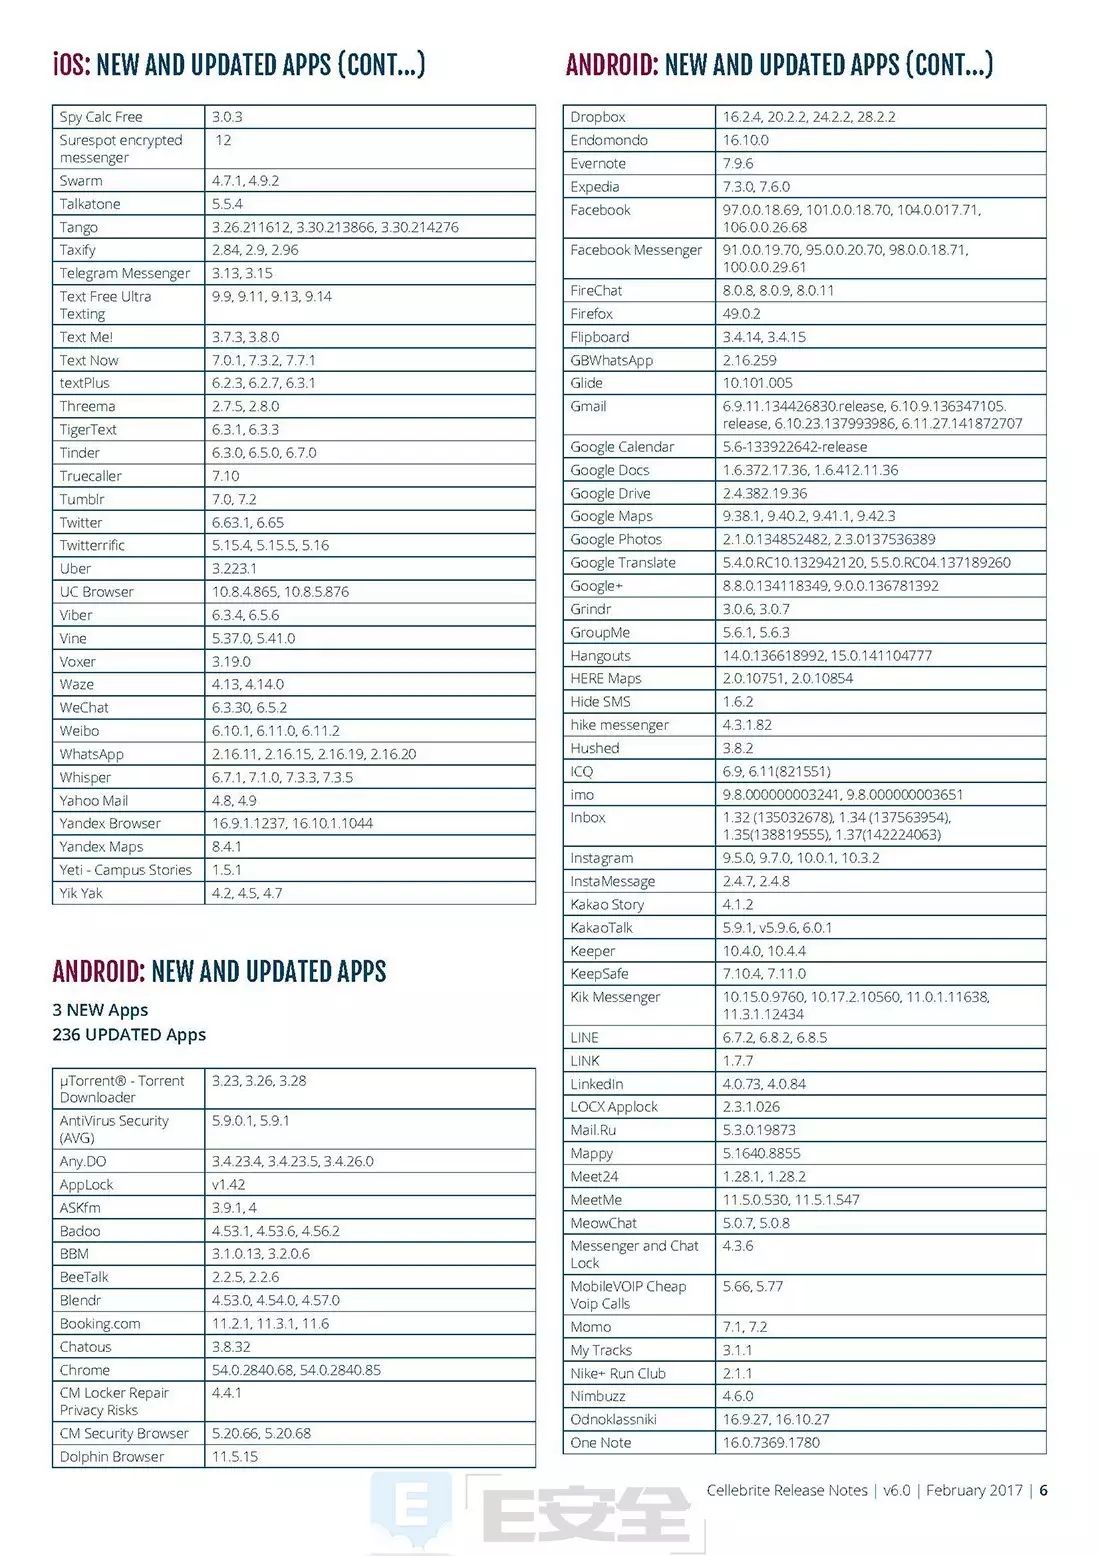 iOS: NEW AND UPDATED APPS (CONT...)
Spy Calc Free 3.0.3
Surespot encrypted 12
messenger
Swarm 4.7.1, 4.9.2
Talkatone 5.5.4
Tango 3.26.211612, 3.30.213866, 3.30.214276
Taxify 2.84, 2.9, 2.96
Telegram Messenger 3.13, 3.15
Text Free Ultra 9.9, 9.11, 9.13, 9.14
Texting
Text Me! 3.7.3, 3.8.0
Text Now 7.0.1, 7.3.2, 7.7.1
textPlus 6.2.3, 6.2.7, 6.3.1
Threema 2.7.5, 2.8.0
TigerText 6.3.1, 6.3.3
Tinder 6.3.0, 6.5.0, 6.7.0
Truecaller 7.10
Tumblr 7.0, 7.2
Twitter 6.63.1, 6.65
Twitterrific 5.15.4, 5.15.5, 5.16
Uber 3.223.1
UC Browser 10.8.4.865, 10.8.5.876
Viber 6.3.4, 6.5.6
Vine 5.37.0, 5.41.0
Voxer 3.19.0
Waze 4.13, 4.14.0
WeChat 6.3.30, 6.5.2
Weibo 6.10.1, 6.11.0, 6.11.2
WhatsApp 2.16.11, 2.16.15, 2.16.19, 2.16.20
Whisper 6.7.1, 7.1.0, 7.3.3, 7.3.5
Yahoo Mail 4.8, 4.9
Yandex Browser 16.9.1.1237, 16.10.1.1044
Yandex Maps 8.4.1
Yeti - Campus Stories 1.5.1
Yik Yak 4.2, 4.5, 4.7
ANDROID: NEW AND UPDATED APPS
3 NEW Apps
236 UPDATED Apps
µTorrent® - Torrent 3.23, 3.26, 3.28
Downloader
AntiVirus Security 5.9.0.1, 5.9.1
(AVG)
Any.DO 3.4.23.4, 3.4.23.5, 3.4.26.0
AppLock v1.42
ASKfm 3.9.1, 4
Badoo 4.53.1, 4.53.6, 4.56.2
BBM 3.1.0.13, 3.2.0.6
BeeTalk 2.2.5, 2.2.6
Blendr 4.53.0, 4.54.0, 4.57.0
Booking.com 11.2.1, 11.3.1, 11.6
Chatous 3.8.32
Chrome 54.0.2840.68, 54.0.2840.85
CM Locker Repair 4.4.1
Privacy Risks
CM Security Browser 5.20.66, 5.20.68
Dolphin Browser 11.5.15
ANDROID: NEW AND UPDATED APPS (CONT...)
Dropbox 16.2.4, 20.2.2, 24.2.2, 28.2.2
Endomondo 16.10.0
Evernote 7.9.6
Expedia 7.3.0, 7.6.0
Facebook 97.0.0.18.69, 101.0.0.18.70, 104.0.017.71,
106.0.0.26.68
Facebook Messenger 91.0.0.19.70, 95.0.0.20.70, 98.0.0.18.71,
100.0.0.29.61
FireChat 8.0.8, 8.0.9, 8.0.11
Firefox 49.0.2
Flipboard 3.4.14, 3.4.15
GBWhatsApp 2.16.259
Glide 10.101.005
Gmail 6.9.11.134426830.release, 6.10.9.136347105.
release, 6.10.23.137993986, 6.11.27.141872707
Google Calendar 5.6-133922642-release
Google Docs 1.6.372.17.36, 1.6.412.11.36
Google Drive 2.4.382.19.36
Google Maps 9.38.1, 9.40.2, 9.41.1, 9.42.3
Google Photos 2.1.0.134852482, 2.3.0137536389
Google Translate 5.4.0.RC10.132942120, 5.5.0.RC04.137189260
Google+ 8.8.0.134118349, 9.0.0.136781392
Grindr 3.0.6, 3.0.7
GroupMe 5.6.1, 5.6.3
Hangouts 14.0.136618992, 15.0.141104777
HERE Maps 2.0.10751, 2.0.10854
Hide SMS 1.6.2
hike messenger 4.3.1.82
Hushed 3.8.2
ICQ 6.9, 6.11(821551)
imo 9.8.000000003241, 9.8.000000003651
Inbox 1.32 (135032678), 1.34 (137563954),
1.35(138819555), 1.37(142224063)
Instagram 9.5.0, 9.7.0, 10.0.1, 10.3.2
InstaMessage 2.4.7, 2.4.8
Kakao Story 4.1.2
KakaoTalk 5.9.1, v5.9.6, 6.0.1
Keeper 10.4.0, 10.4.4
KeepSafe 7.10.4, 7.11.0
Kik Messenger 10.15.0.9760, 10.17.2.10560, 11.0.1.11638,
11.3.1.12434
LINE 6.7.2, 6.8.2, 6.8.5
LINK 1.7.7
LinkedIn 4.0.73, 4.0.84
LOCX Applock 2.3.1.026
Mail.Ru 5.3.0.19873
Mappy 5.1640.8855
Meet24 1.28.1, 1.28.2
MeetMe 11.5.0.530, 11.5.1.547
MeowChat 5.0.7, 5.0.8
Messenger and Chat 4.3.6
Lock
MobileVOIP Cheap 5.66, 5.77
Voip Calls
Momo 7.1, 7.2
My Tracks 3.1.1
Nike+ Run Club 2.1.1
Nimbuzz 4.6.0
Odnoklassniki 16.9.27, 16.10.27
One Note 16.0.7369.1780
Cellebrite Release Notes | v6.0 | February 2017 | 6
E E安全